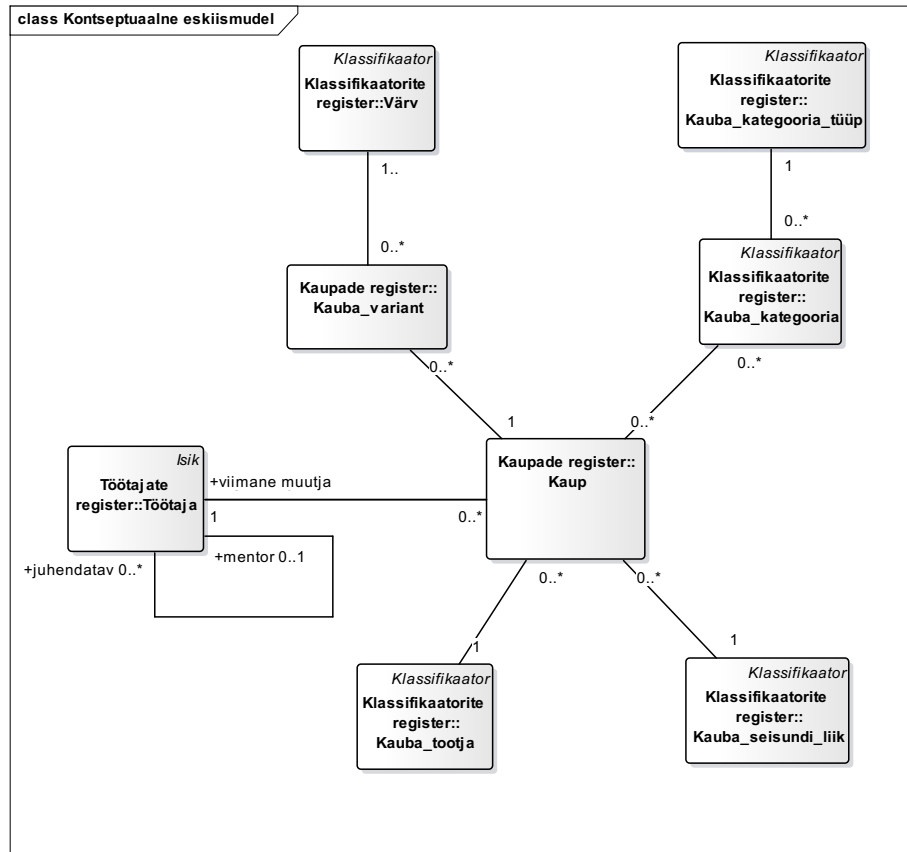 class Kontseptuaalne eskiismudel
Klassifikaator
Klassifikaatorite
register::Värv
Klassifikaator
Klassifikaatorite
register::
Kauba_kategooria_tüüp
1..
0..*
1
0..*
Kaupade register::
Kauba_variant
Klassifikaator
Klassifikaatorite
register::
Kauba_kategooria
0..*
1
0..*
0..*
Isik
Töötajate
register::Töötaja
+viimane muutja
1
0..*
Kaupade register::
Kaup
+mentor 0..1
+juhendatav 0..*
0..*
1
0..*
1
Klassifikaator
Klassifikaatorite
register::
Kauba_tootja
Klassifikaator
Klassifikaatorite
register::
Kauba_seisundi_liik